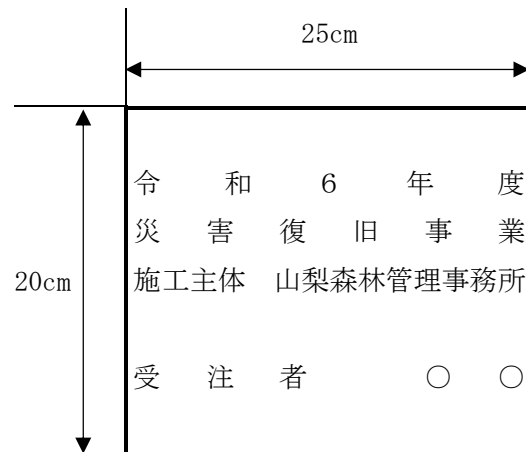 25cm
令和6年度
災害復旧事業
20cm
施工主体 山梨森林管理事務所
受注者 ○○